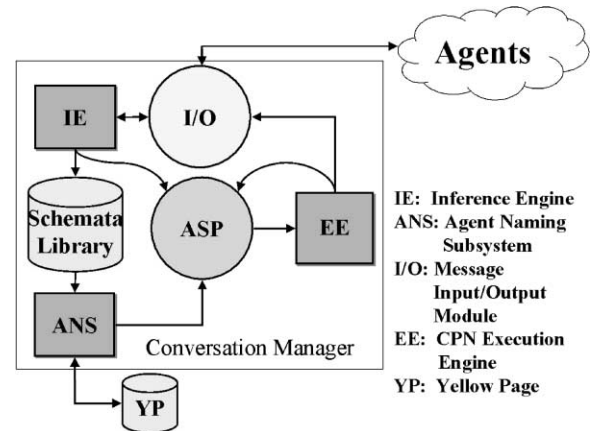 Agents
IE
I/O
Schemata
Library
ASP
EE
ANS
Conversation Manager
YP
IE: Inference Engine
ANS: Agent Naming
Subsystem
I/O: Message
Input/Output
Module
EE: CPN Execution
Engine
YP: Yellow Page